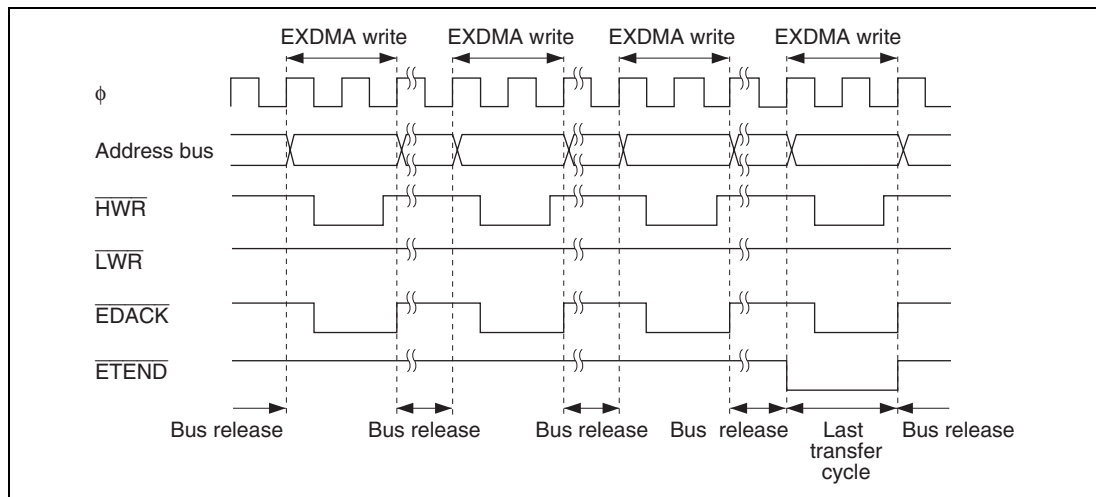 EXDMA write EXDMA write EXDMA write EXDMA write
ϕ
Address bus
HWR
LWR
EDACK
ETEND
Bus release Bus release Bus release Bus release Last transfer cycle Bus release